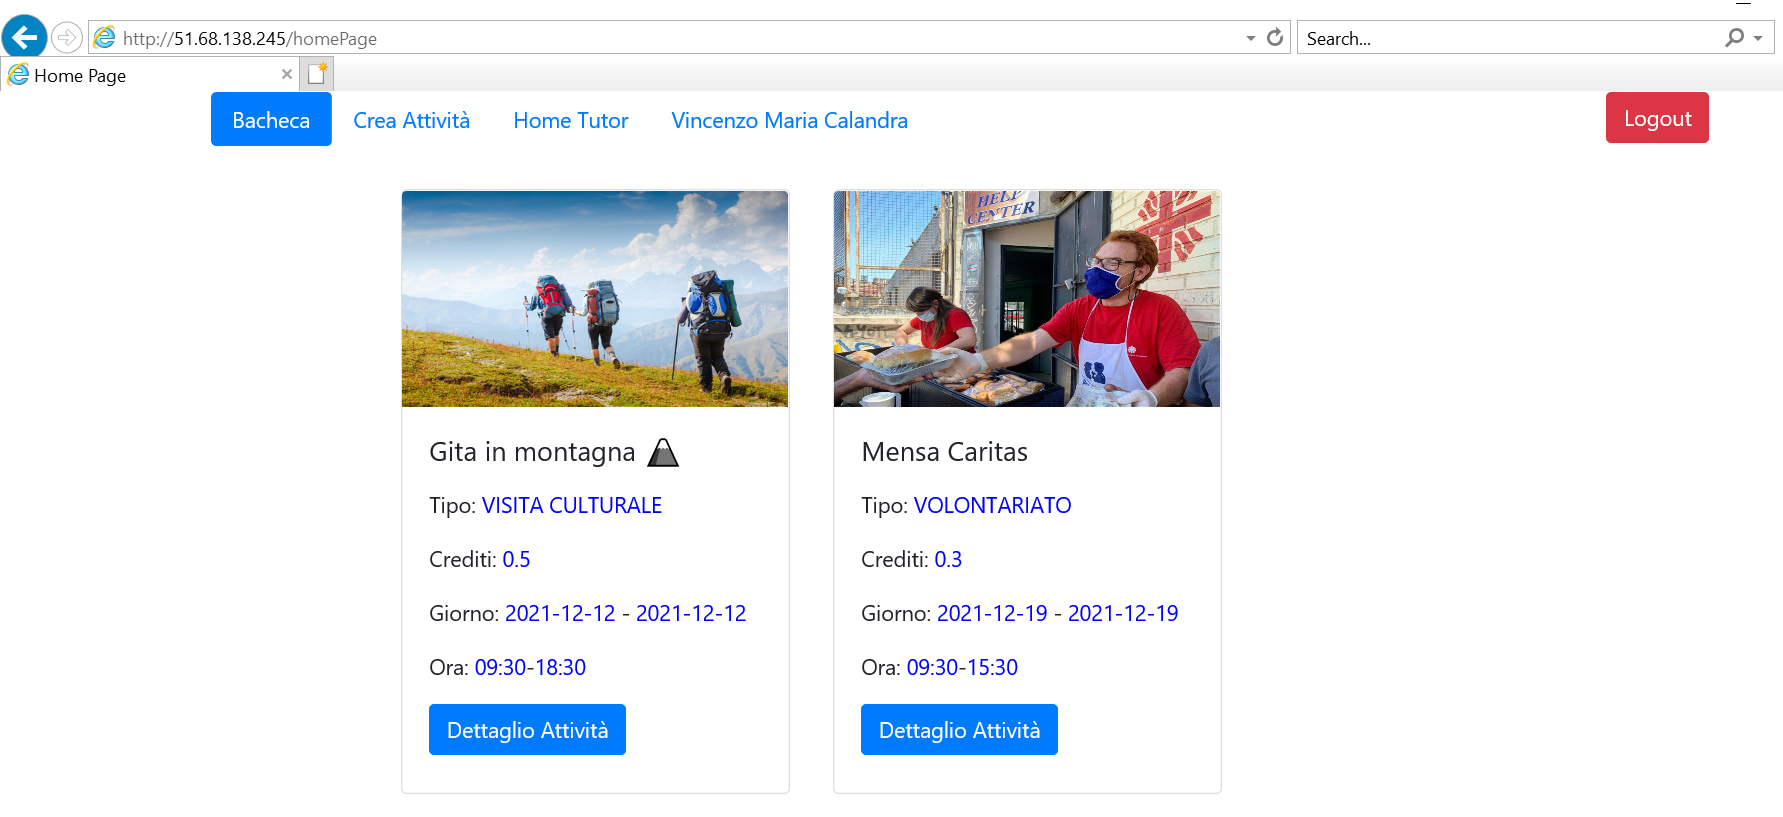 http://51.68.138.245/homePage
Search...
Home Page
Bacheca Crea Attività Home Tutor Vincenzo Maria Calandra Logout
HELP
CENTER
Gita in montagna
Tipo: VISITA CULTURALE
Crediti: 0.5
Giorno: 2021-12-12 - 2021-12-12
Ora: 09:30-18:30
Dettaglio Attività
Mensa Caritas
Tipo: VOLONTARIATO
Crediti: 0.3
Giorno: 2021-12-19 - 2021-12-19
Ora: 09:30-15:30
Dettaglio Attività